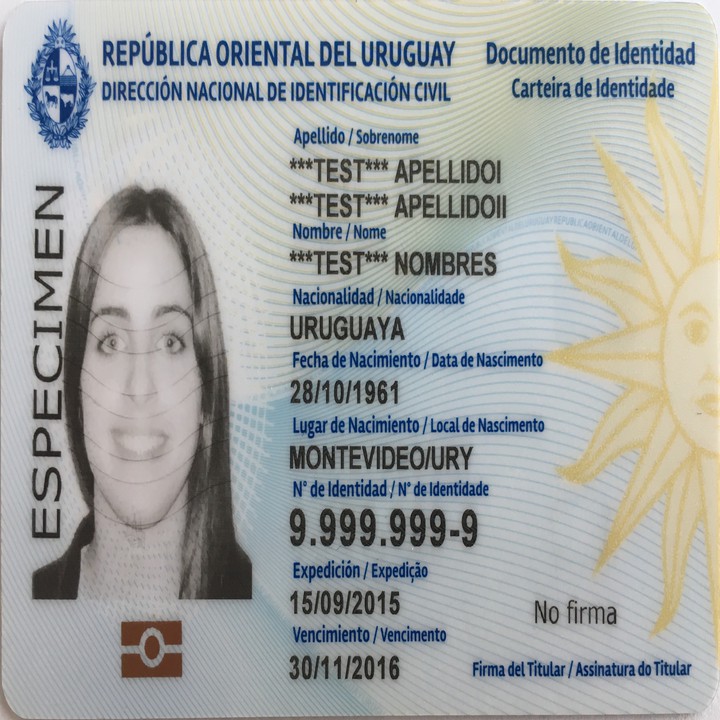 REPÚBLICA ORIENTAL DEL URUGUAY
DIRECCIÓN NACIONAL DE IDENTIFICACIÓN CIVIL
Documento de Identidad
Carteira de Identidade
ESPECIMEN
Apellido / Sobrenome
***TEST*** APELLIDOI
***TEST*** APELLIDOII
Nombre / Nome
***TEST*** NOMBRES
Nacionalidad / Nacionalidade
URUGUAYA
Fecha de Nacimiento / Data de Nascimento
28/10/1961
Lugar de Nacimiento / Local de Nascimento
MONTEVIDEO/URY
N° de Identidad / N° de Identidade
9.999.999-9
Expedición / Expedição
15/09/2015
Vencimiento / Vencimento
30/11/2016
No firma
Firma del Titular / Assinatura do Titular